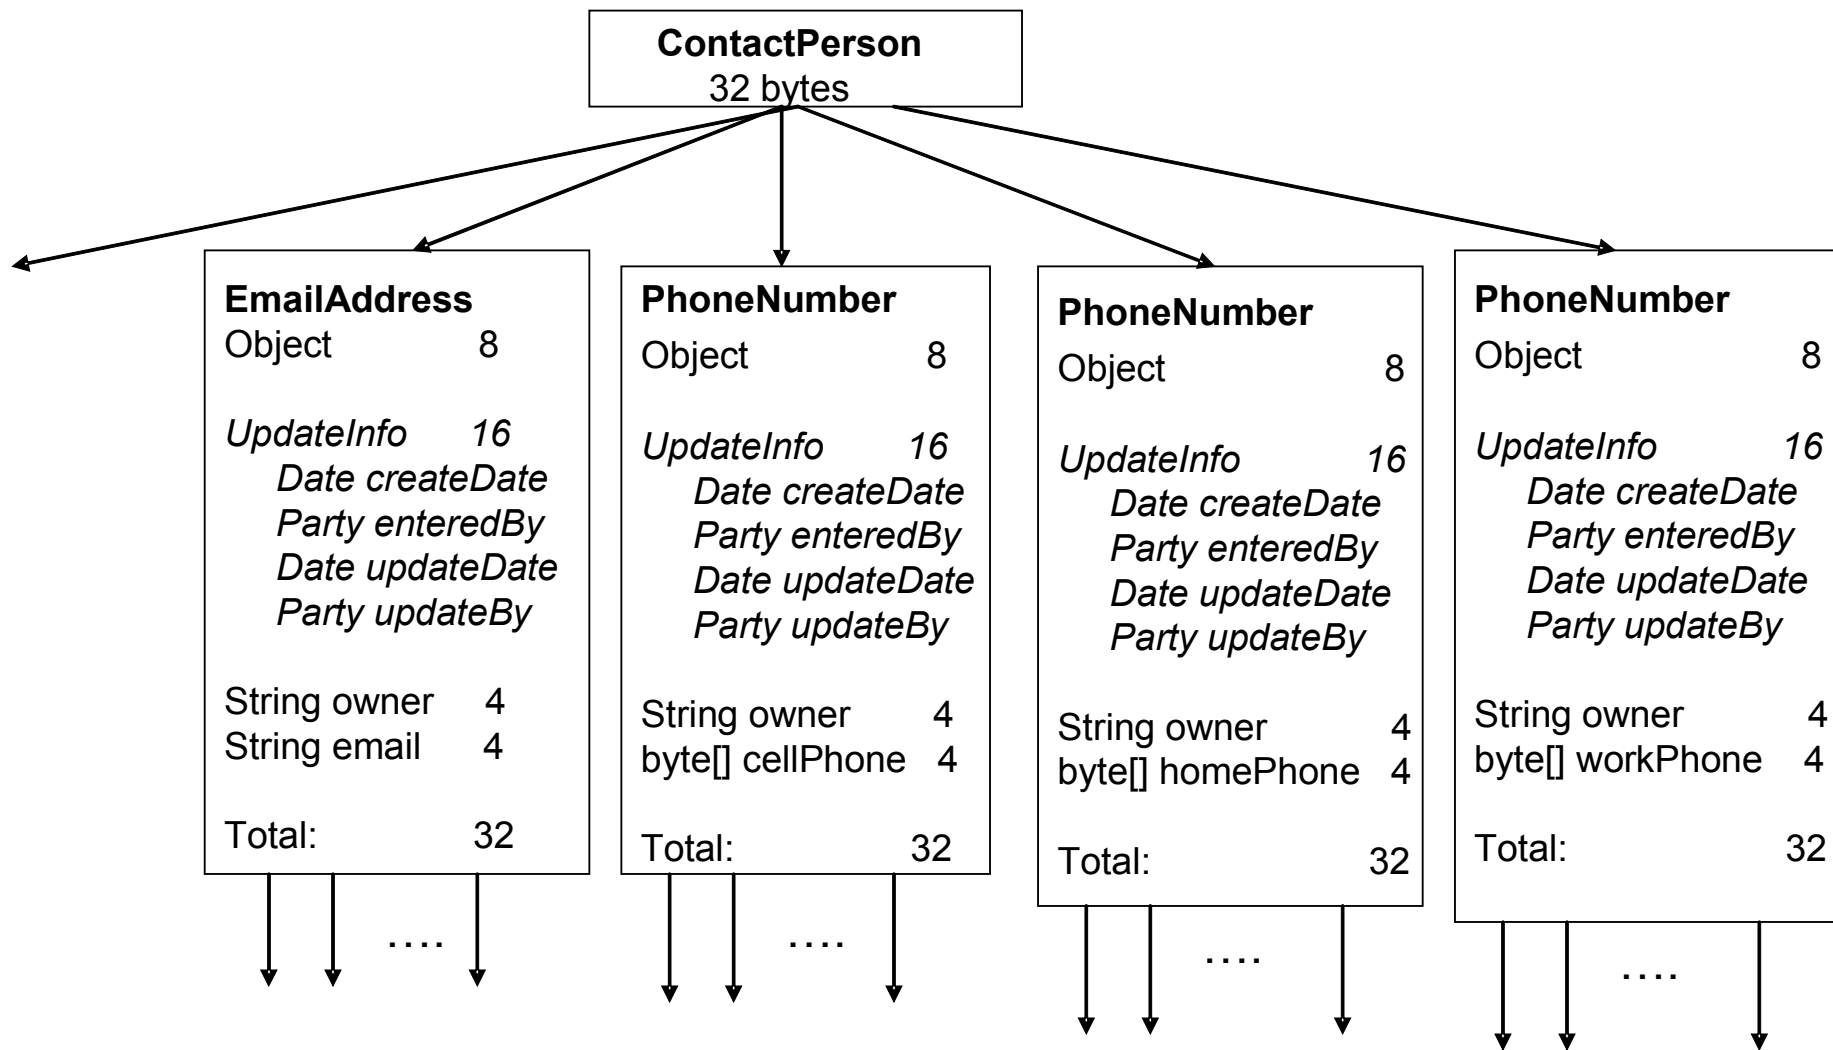 ContactPerson
32 bytes
EmailAddress
Object 8
UpdateInfo 16
Date createDate
Party enteredBy
Date updateDate
Party updateBy
String owner 4
String email 4
Total: 32
....
PhoneNumber
Object 8
UpdateInfo 16
Date createDate
Party enteredBy
Date updateDate
Party updateBy
String owner 4
byte[] cellPhone 4
Total: 32
....
PhoneNumber
Object 8
UpdateInfo 16
Date createDate
Party enteredBy
Date updateDate
Party updateBy
String owner 4
byte[] homePhone 4
Total: 32
....
PhoneNumber
Object 8
UpdateInfo 16
Date createDate
Party enteredBy
Date updateDate
Party updateBy
String owner 4
byte[] workPhone 4
Total: 32
....